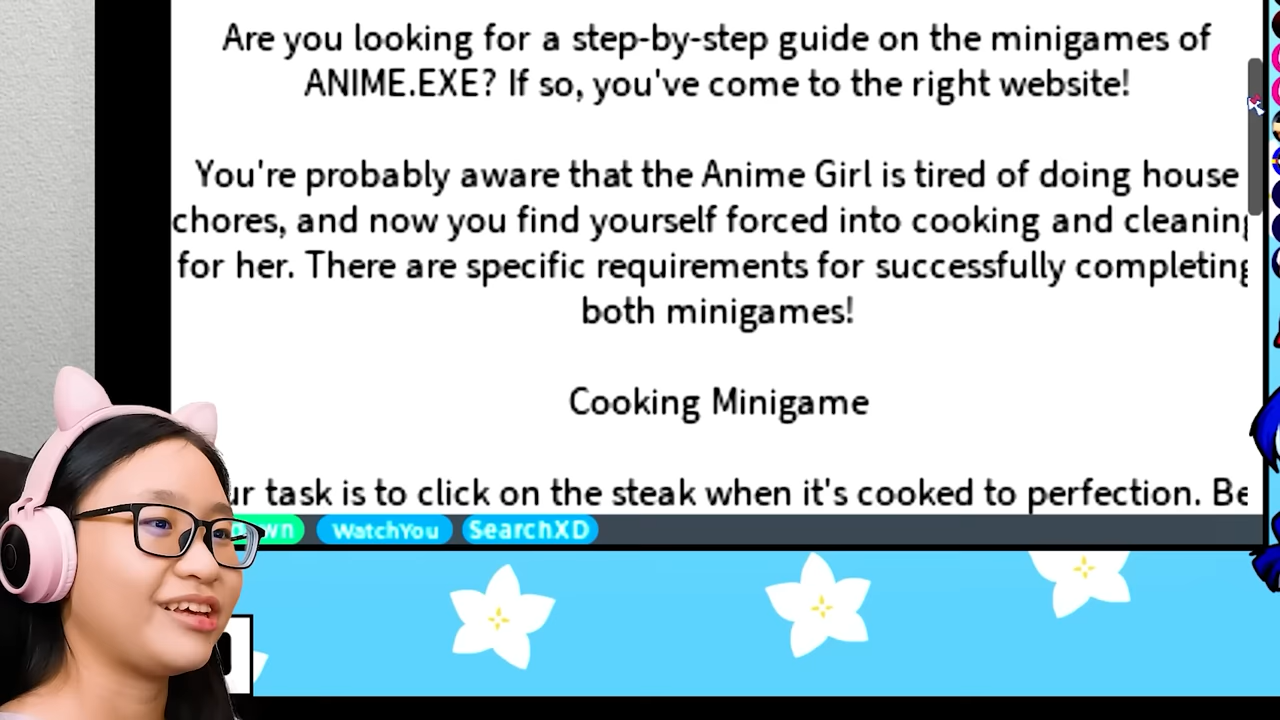 Are you looking for a step-by-step guide on the minigames of
ANIME.EXE? If so, you've come to the right website!
You're probably aware that the Anime Girl is tired of doing house
chores, and now you find yourself forced into cooking and cleaning
for her. There are specific requirements for successfully completing
both minigames!
Cooking Minigame
task is to click on the steak when it's cooked to perfection. Be
WatchYou SearchXD